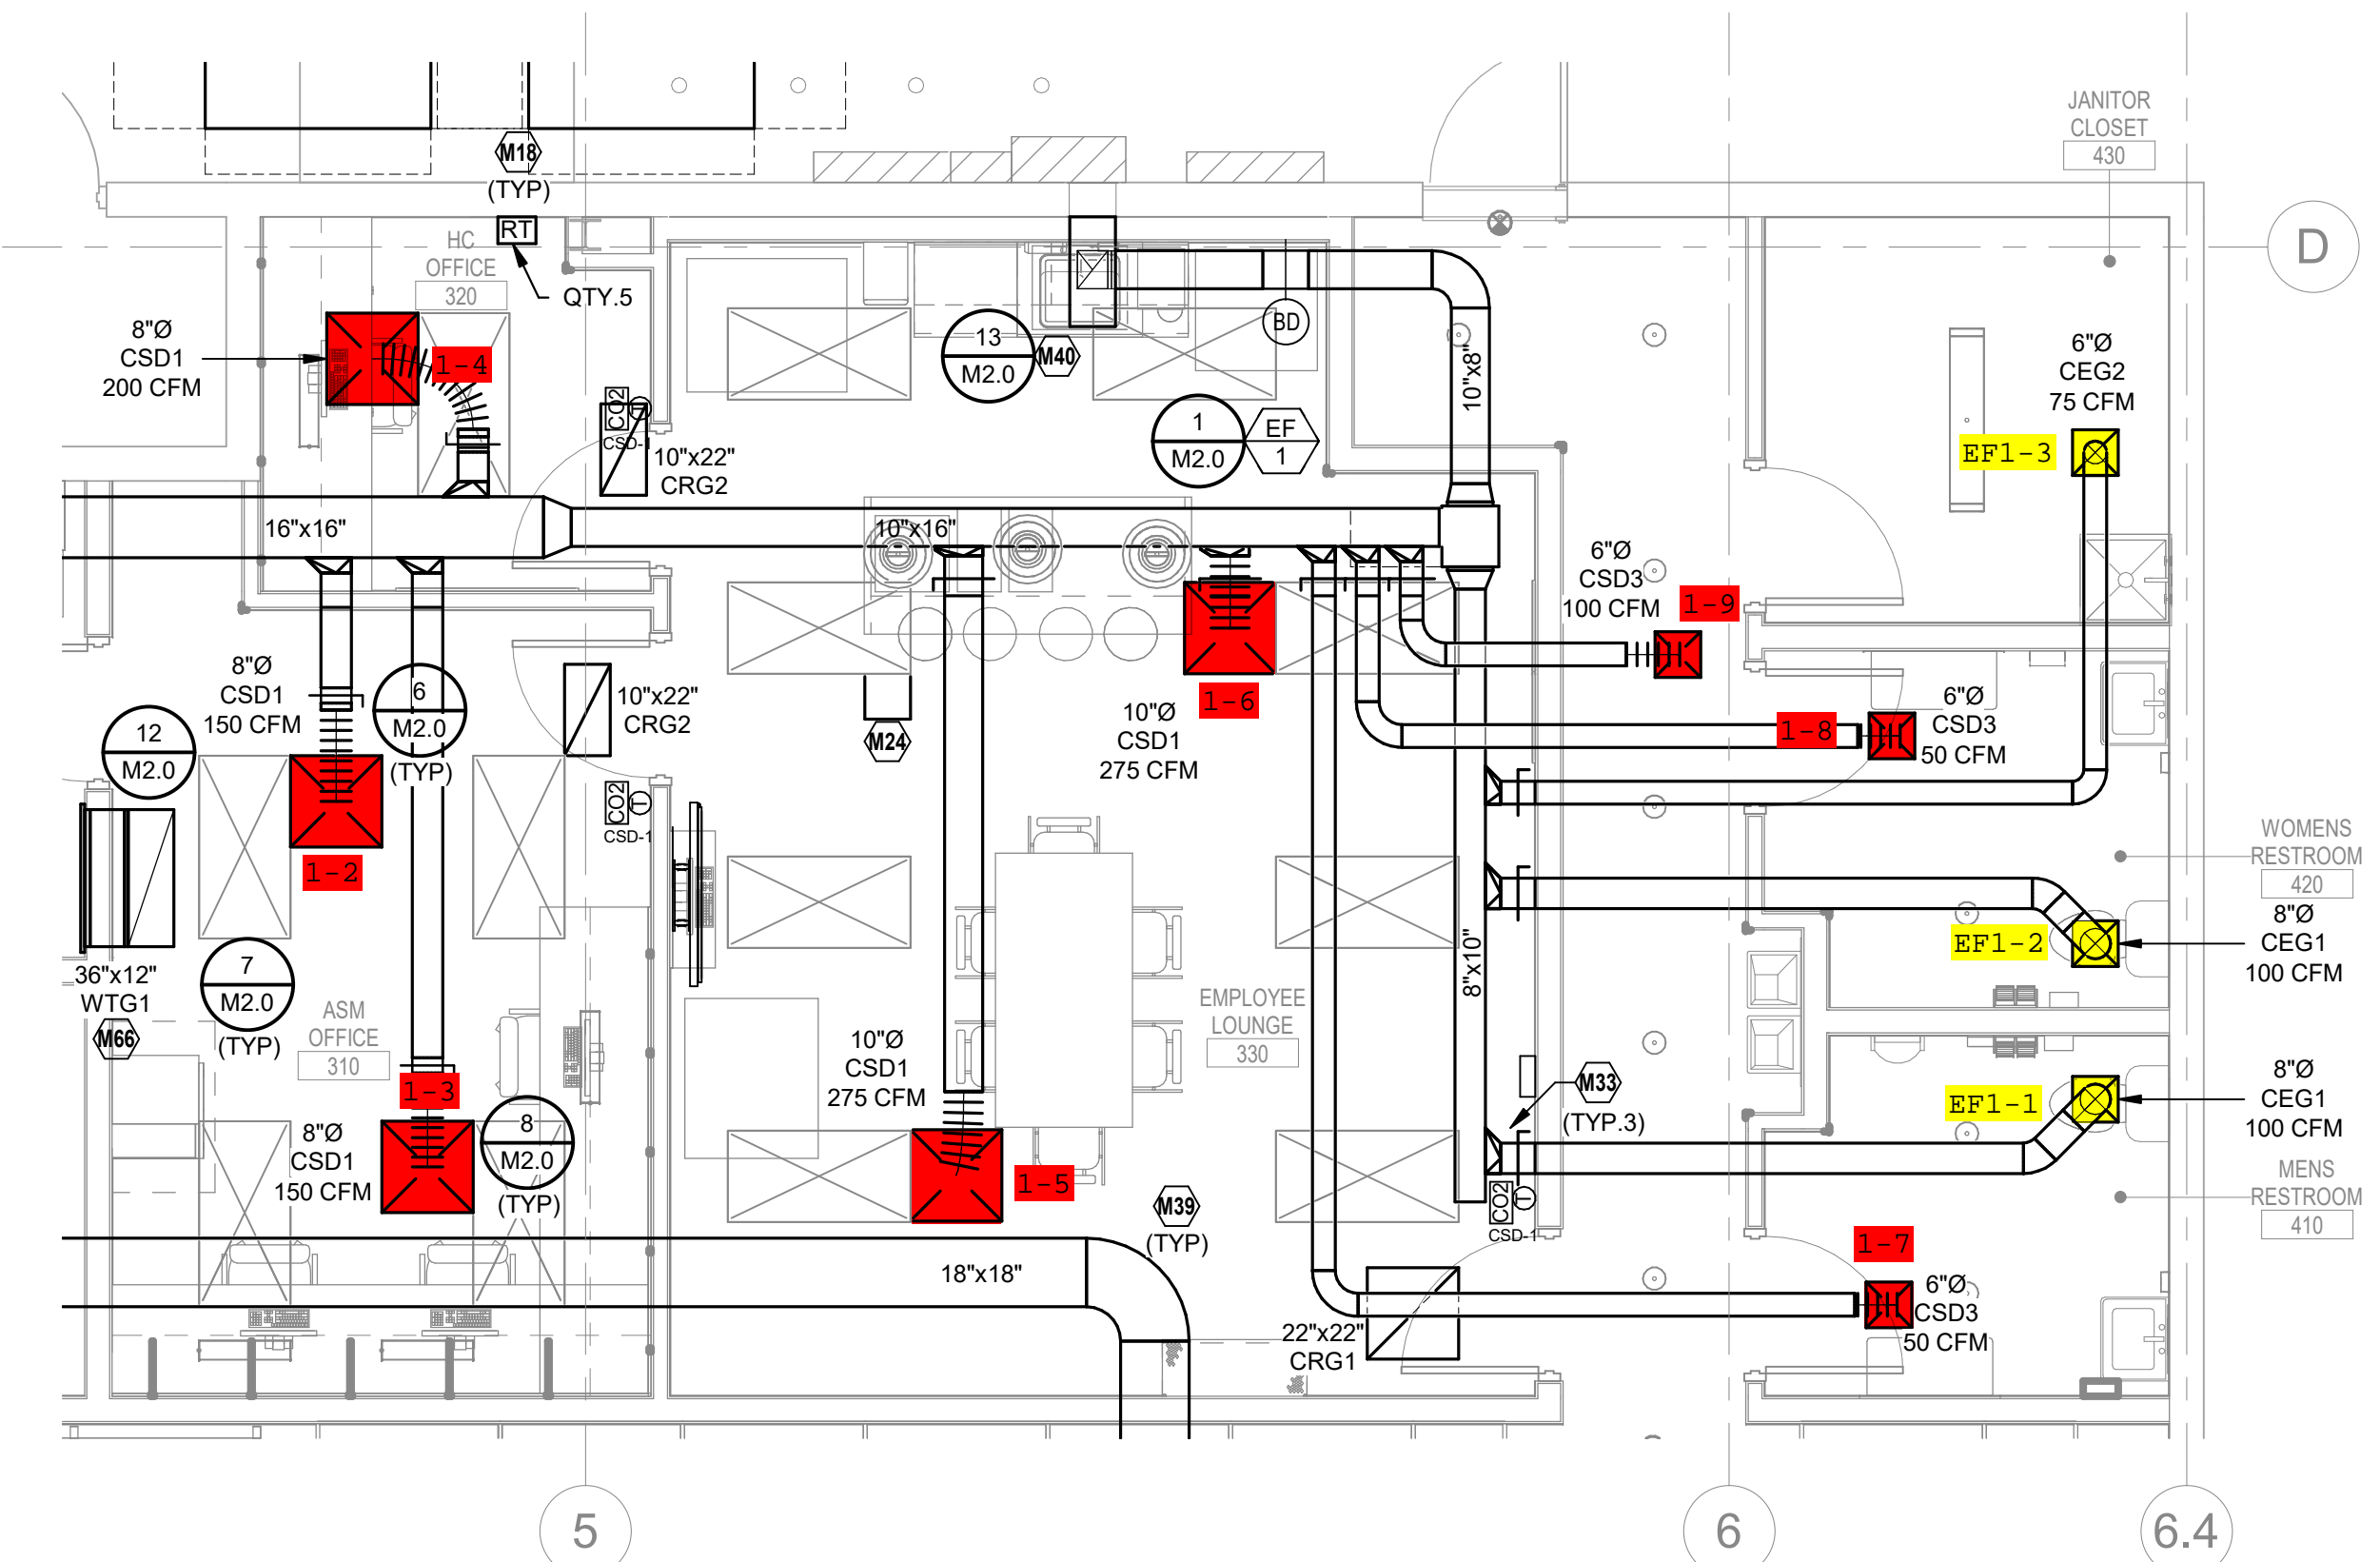 JANITOR
CLOSET
430
M18
(TYP)
RT
QTY.5
HC
OFFICE
320
D
8"Ø
CSD1
200 CFM
1-4
13
M2.0
M40
BD
10"x8"
6"Ø
CEG2
75 CFM
EF1-3
CO2
T
CSD-1
10"x22"
CRG2
1
M2.0
EF
1
16"x16"
10"x16"
6"Ø
CSD3
100 CFM
1-9
8"Ø
CSD1
150 CFM
6
M2.0
(TYP)
10"x22"
CRG2
M24
1-6
10"Ø
CSD1
275 CFM
1-8
6"Ø
CSD3
50 CFM
12
M2.0
1-2
CO2
T
CSD-1
WOMENS
RESTROOM
420
8"Ø
CEG1
100 CFM
EF1-2
36"x12"
WTG1
M66
7
M2.0
(TYP)
ASM
OFFICE
310
8"x10"
EMPLOYEE
LOUNGE
330
10"Ø
CSD1
275 CFM
1-3
8"Ø
CSD1
150 CFM
8
M2.0
(TYP)
1-5
M33
(TYP.3)
EF1-1
8"Ø
CEG1
100 CFM
MENS
RESTROOM
410
M39
(TYP)
CO2
T
CSD-1
1-7
18"x18"
22"x22"
CRG1
6"Ø
CSD3
50 CFM
5
6
6.4